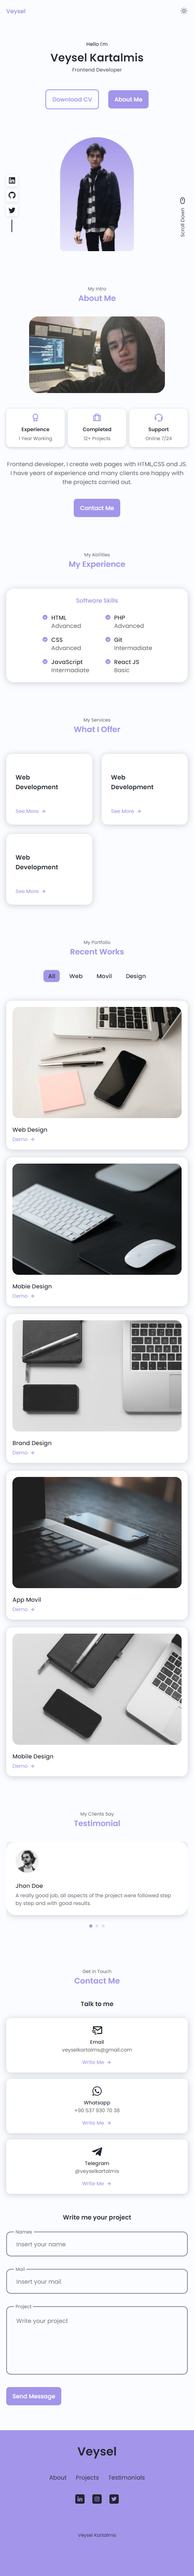 Veysel
Hello I'm
Veysel Kartalmis
Frontend Developer
Download CV
About Me
Scroll Down
My Intro
About Me
Experience
1 Year Working
Completed
12+ Projects
Support
Online 7/24
Frontend developer, I create web pages with HTML,CSS and JS.
I have years of experience and many clients are happy with
the projects carried out.
Contact Me
My Abilities
My Experience
Software Skills
HTML
Advanced
PHP
Advanced
CSS
Advanced
Git
Intermadiate
JavaScript
Intermadiate
React JS
Basic
My Services
What I Offer
Web
Development
See More
Web
Development
See More
Web
Development
See More
My Portfolio
Recent Works
All
Web
Movil
Design
Web Design
Demo
Mobie Design
Demo
Brand Design
Demo
App Movil
Demo
Mobile Design
Demo
My Clients Say
Testimonial
Jhon Doe
A really good job, all aspects of the project were followed step
by step and with good results.
Get In Touch
Contact Me
Talk to me
Email
veyselkartalms@gmail.com
Write Me
Whatsapp
+90 537 630 70 38
Write Me
Telegram
@veyselkartalmis
Write Me
Write me your project
Names
Insert your name
Mail
Insert your mail
Project
Write your project
Send Message
Veysel
About
Projects
Testimonials
Veysel Kartalmis